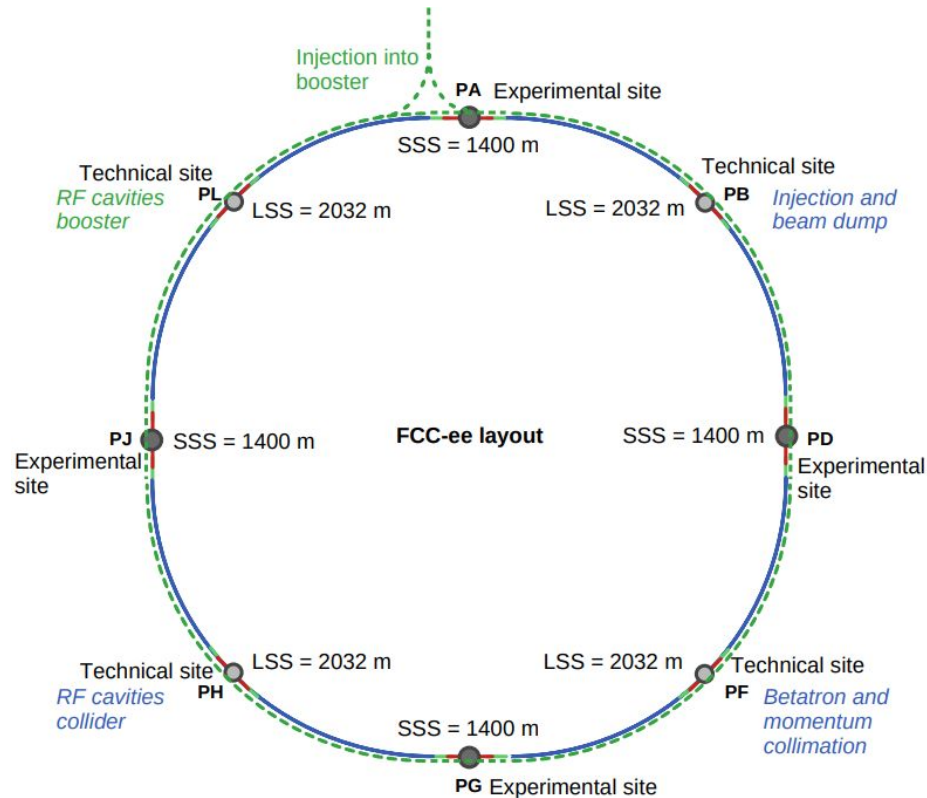 Injection into
booster
PA Experimental site
SSS = 1400 m
Technical site
PL
RF cavities
booster
LSS = 2032 m
Technical site
PB
Injection and
beam dump
LSS = 2032 m
PJ
SSS = 1400 m
Experimental
site
FCC-ee layout
SSS = 1400 m
PD
Experimental
site
LSS = 2032 m
Technical site
PH
RF cavities
collider
LSS = 2032 m
Technical site
PF
Betatron and
momentum
collimation
SSS = 1400 m
PG Experimental site